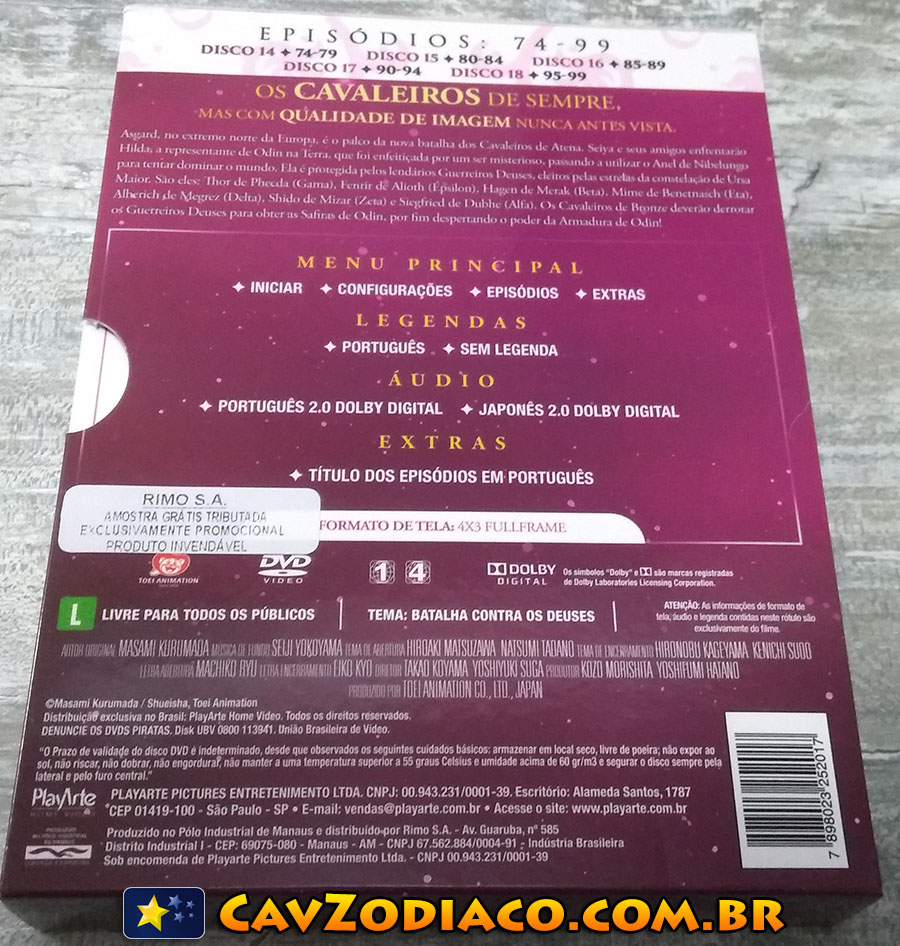 EPISÓDIOS: 74-99
DISCO 14 ✦ 74-79 DISCO 15 ✦ 80-84 DISCO 16 ✦ 85-89
DISCO 17 ✦ 90-94 DISCO 18 ✦ 95-99
OS CAVALEIROS DE SEMPRE,
MAS COM QUALIDADE DE IMAGEM NUNCA ANTES VISTA.
Asgard, no extremo norte da Europa, é o palco da nova batalha dos Cavaleiros de Atena. Seiya e seus amigos enfrentarão
Hilda, a representante de Odin na Terra, que foi enfeitiçada por um ser misterioso, passando a utilizar o Anel de Nibelungo
para tentar dominar o mundo. Ela é protegida pelos lendários Guerreiros Deuses, eleitos pelas estrelas da constelação de Ursa
Maior. São eles: Thor de Phecda (Gama), Fenrir de Alioth (Épsilon), Hagen de Merak (Beta), Mime de Benetnasch (Eta),
Alberich de Megrez (Delta), Shido de Mizar (Zeta) e Siegfried de Dubhe (Alfa). Os Cavaleiros de Bronze deverão derrotar
os Guerreiros Deuses para obter as Safiras de Odin, por fim despertando o poder da Armadura de Odin!
MENU PRINCIPAL
✦ INICIAR ✦ CONFIGURAÇÕES ✦ EPISÓDIOS ✦ EXTRAS
LEGENDAS
✦ PORTUGUÊS ✦ SEM LEGENDA
ÁUDIO
✦ PORTUGUÊS 2.0 DOLBY DIGITAL ✦ JAPONÊS 2.0 DOLBY DIGITAL
EXTRAS
✦ TÍTULO DOS EPISÓDIOS EM PORTUGUÊS
RIMO S.A.
AMOSTRA GRÁTIS TRIBUTADA
EXCLUSIVAMENTE PROMOCIONAL
PRODUTO INVENDÁVEL
FORMATO DE TELA: 4X3 FULLFRAME
TOEI ANIMATION
DVD VIDEO
1 4
DOLBY DIGITAL
Os símbolos "Dolby" e são marcas registradas
de Dolby Laboratories Licensing Corporation.
L LIVRE PARA TODOS OS PÚBLICOS
TEMA: BATALHA CONTRA OS DEUSES
ATENÇÃO: As informações de formato de
tela, áudio e legenda contidas neste rótulo são
exclusivamente do filme.
AUTOR ORIGINAL MASAMI KURUMADA MÚSICA DE FUNDO SEIJI YOKOYAMA TEMA DE ABERTURA HIROAKI MATSUZAWA NATSUMI TADANO TEMA DE ENCERRAMENTO HIRONOBU KAGEYAMA KENICHI SUDO
LETRA ABERTURA MACHIKO RYU LETRA ENCERRAMENTO EIKO KYO DIRETOR TAKAO KOYAMA YOSHIYUKI SUGA PRODUTOR KOZO MORISHITA YOSHIFUMI HATANO
PRODUZIDO POR TOEI ANIMATION CO., LTD., JAPAN
©Masami Kurumada / Shueisha, Toei Animation
Distribuição exclusiva no Brasil: PlayArte Home Video. Todos os direitos reservados.
DENUNCIE OS DVDS PIRATAS. Disk UBV 0800 113941. União Brasileira de Vídeo.
"O Prazo de validade do disco DVD é indeterminado, desde que observados os seguintes cuidados básicos: armazenar em local seco, livre de poeira; não expor ao
sol, não riscar, não dobrar, não engordurar, não manter a uma temperatura superior a 55 graus Celsius e umidade acima de 60 gr/m3 e segurar o disco sempre pela
lateral e pelo furo central."
PlayArte
HOME VIDEO
PLAYARTE PICTURES ENTRETENIMENTO LTDA. CNPJ: 00.943.231/0001-39. Escritório: Alameda Santos, 1787
CEP 01419-100 - São Paulo - SP • E-mail: vendas@playarte.com.br • Acesse o site: www.playarte.com.br
Produzido no Pólo Industrial de Manaus e distribuído por Rimo S.A. - Av. Guaruba, nº 585
Distrito Industrial I - CEP: 69075-080 - Manaus - AM - CNPJ 67.562.884/0004-91 - Indústria Brasileira
Sob encomenda de Playarte Pictures Entretenimento Ltda. - CNPJ 00.943.231/0001-39
7 898023 252017
CAVZODIACO.COM.BR